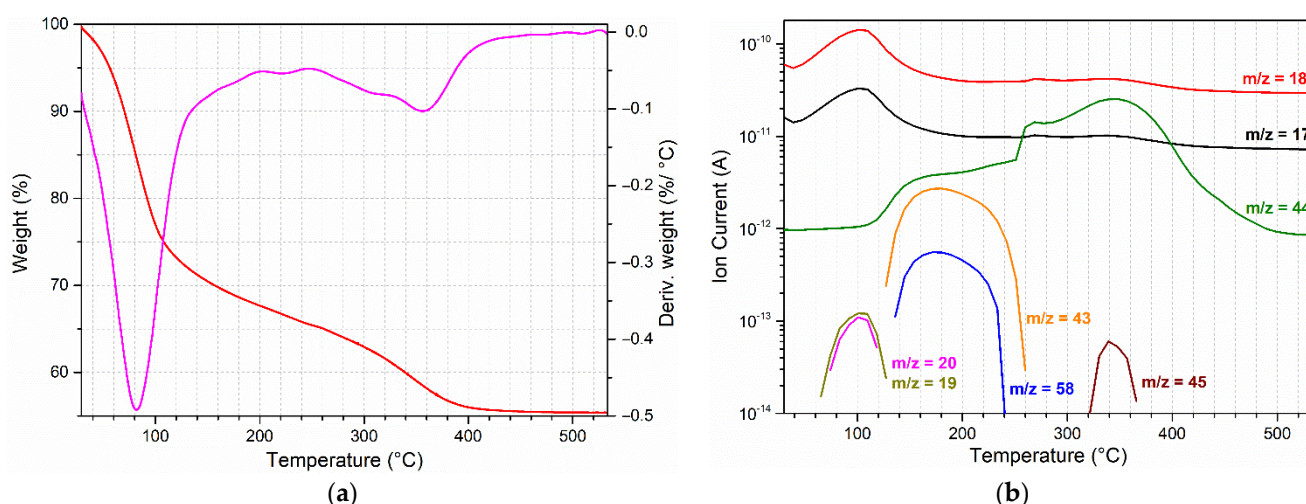 100
90
80
70
60
Weight (%)
0.0
−0.1
−0.2
−0.3
−0.4
−0.5
Deriv. weight (%/ °C)
100 200 300 400 500
Temperature (°C)
(a)
10⁻¹⁰
10⁻¹¹
10⁻¹²
10⁻¹³
10⁻¹⁴
Ion Current (A)
m/z = 18
m/z = 17
m/z = 44
m/z = 43
m/z = 20
m/z = 19
m/z = 58
m/z = 45
100 200 300 400 500
Temperature (°C)
(b)